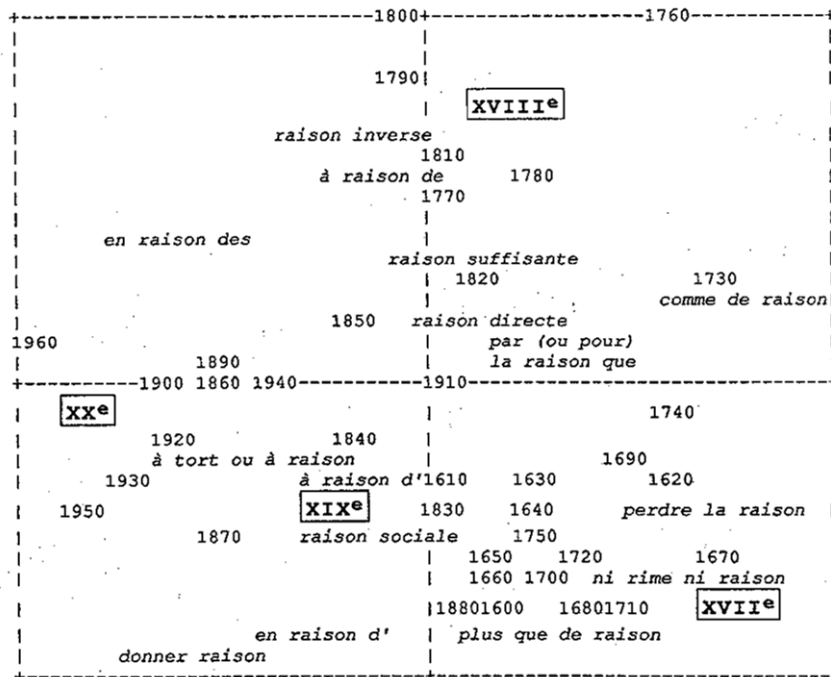 1800 1760
1790
XVIIIe
raison inverse
1810
à raison de 1780
1770
en raison des
raison suffisante
1820 1730
comme de raison
1850 raison directe
1960 par (ou pour)
1890 la raison que
1900 1860 1940 1910
XXe 1740
1920 1840
à tort ou à raison 1690
1930 à raison d'1610 1630 1620
1950 XIXe 1830 1640 perdre la raison
1870 raison sociale 1750
1650 1720 1670
1660 1700 ni rime ni raison
18801600 16801710 XVIIe
en raison d' plus que de raison
donner raison